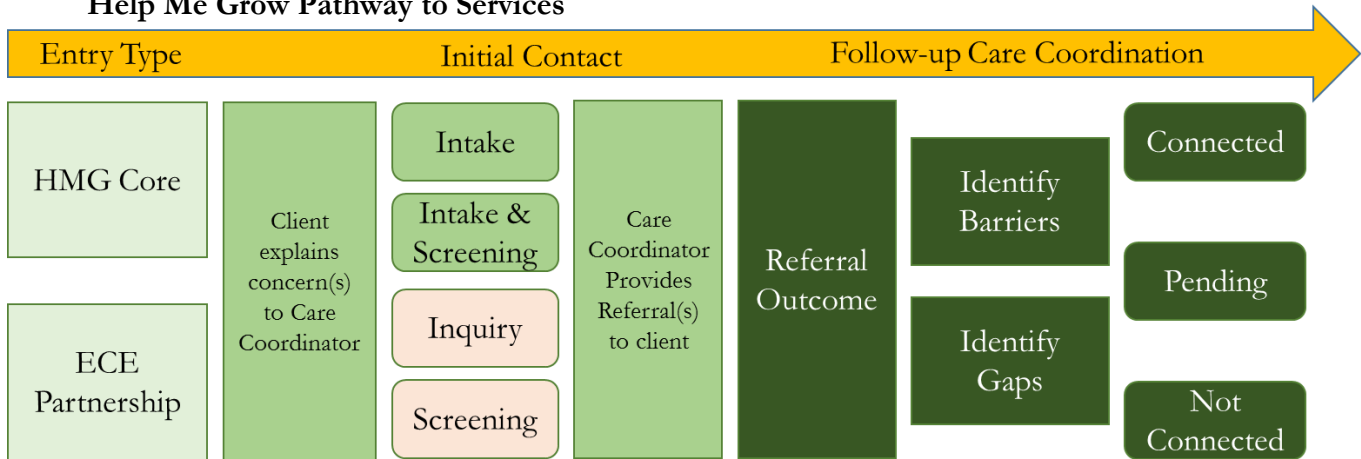 Help Me Grow Pathway to Services
Entry Type
Initial Contact
Follow-up Care Coordination
HMG Core
ECE
Partnership
Client
explains
concern(s)
to Care
Coordinator
Intake
Intake &
Screening
Inquiry
Screening
Care
Coordinator
Provides
Referral(s)
to client
Referral
Outcome
Identify
Barriers
Identify
Gaps
Connected
Pending
Not
Connected